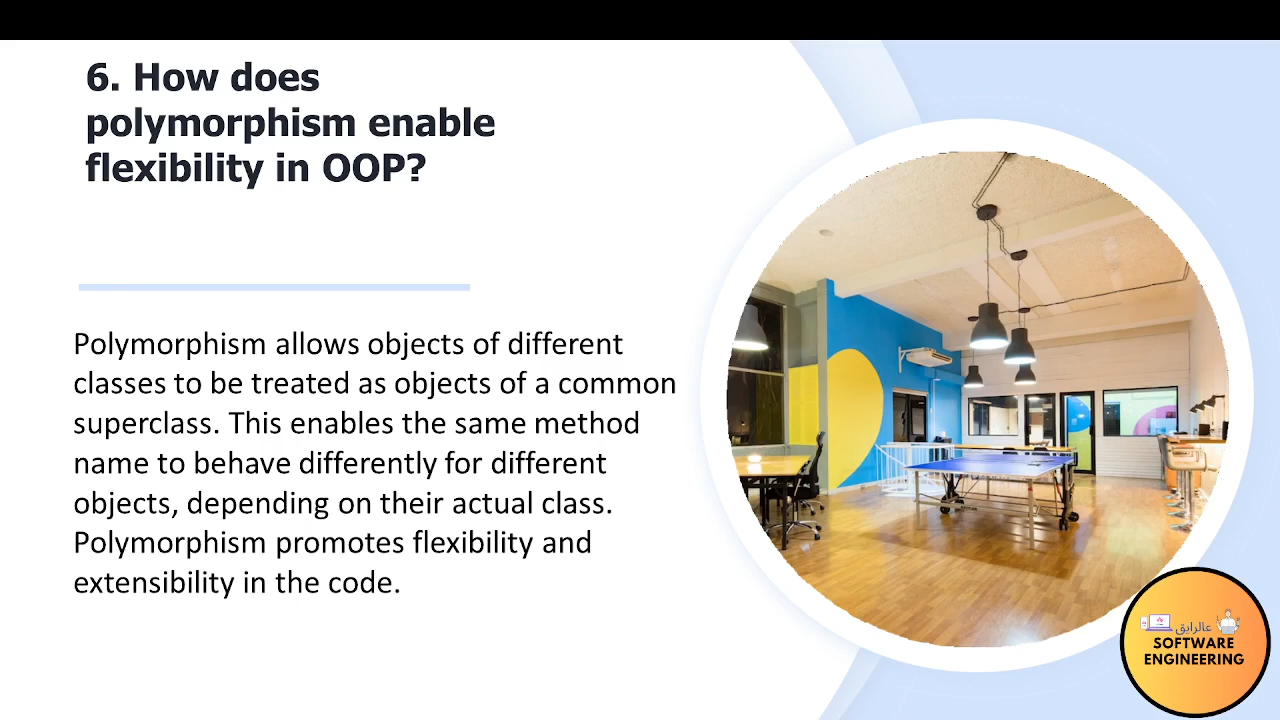 6. How does
polymorphism enable
flexibility in OOP?
Polymorphism allows objects of different
classes to be treated as objects of a common
superclass. This enables the same method
name to behave differently for different
objects, depending on their actual class.
Polymorphism promotes flexibility and
extensibility in the code.
عالرايق
SOFTWARE
ENGINEERING